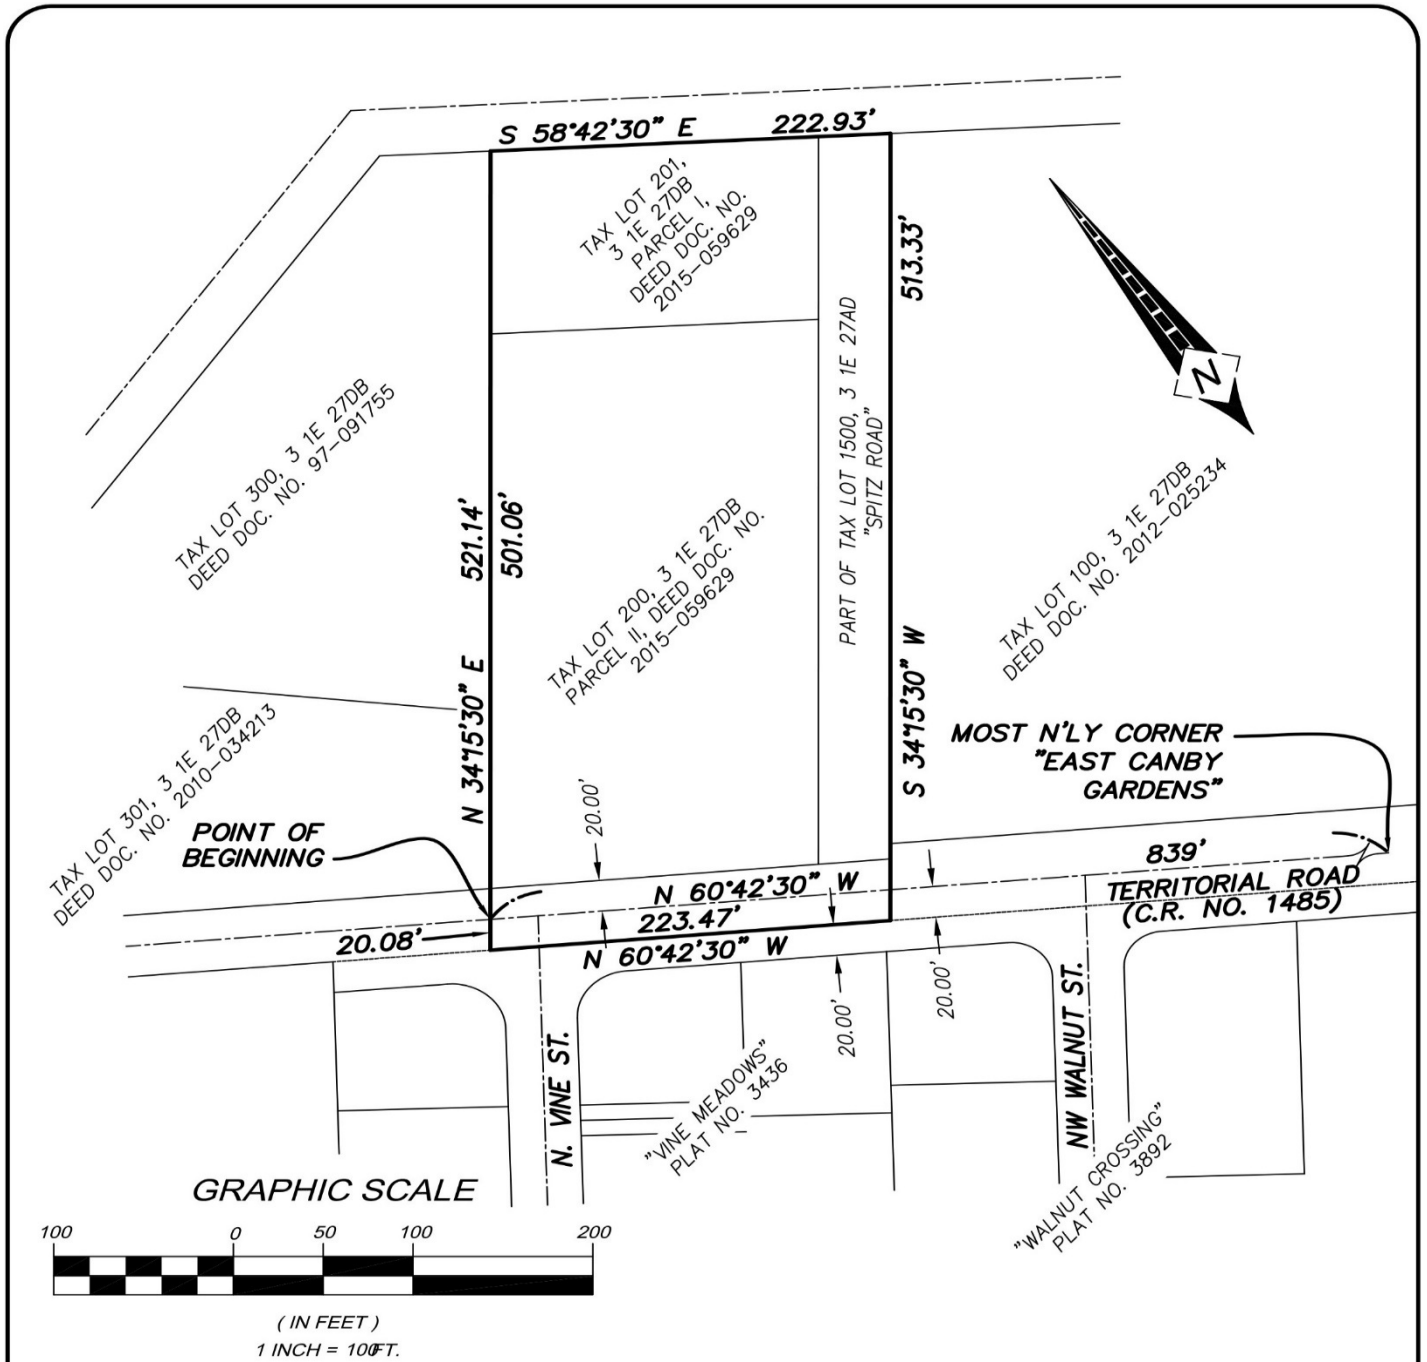 S 58°42'30" E 222.93'
TAX LOT 201,
3 1E 27DB
PARCEL I,
DEED DOC. NO.
2015-059629
513.33'
N
PART OF TAX LOT 1500, 3 1E 27AD
"SPITZ ROAD"
TAX LOT 300, 3 1E 27DB
DEED DOC. NO. 97-091755
N 34°15'30" E 521.14'
501.06'
TAX LOT 200, 3 1E 27DB
PARCEL II, DEED DOC. NO.
2015-059629
TAX LOT 100, 3 1E 27DB
DEED DOC. NO. 2012-025234
S 34°15'30" W
TAX LOT 301, 3 1E 27DB
DEED DOC. NO. 2010-034213
MOST N'LY CORNER
"EAST CANBY
GARDENS"
POINT OF
BEGINNING
20.00'
839'
N 60°42'30" W
TERRITORIAL ROAD
(C.R. NO. 1485)
223.47'
20.08'
N 60°42'30" W
20.00'
20.00'
N. VINE ST.
NW WALNUT ST.
"VINE MEADOWS"
PLAT NO. 3436
"WALNUT CROSSING"
PLAT NO. 3892
GRAPHIC SCALE
100 0 50 100 200
( IN FEET )
1 INCH = 100FT.